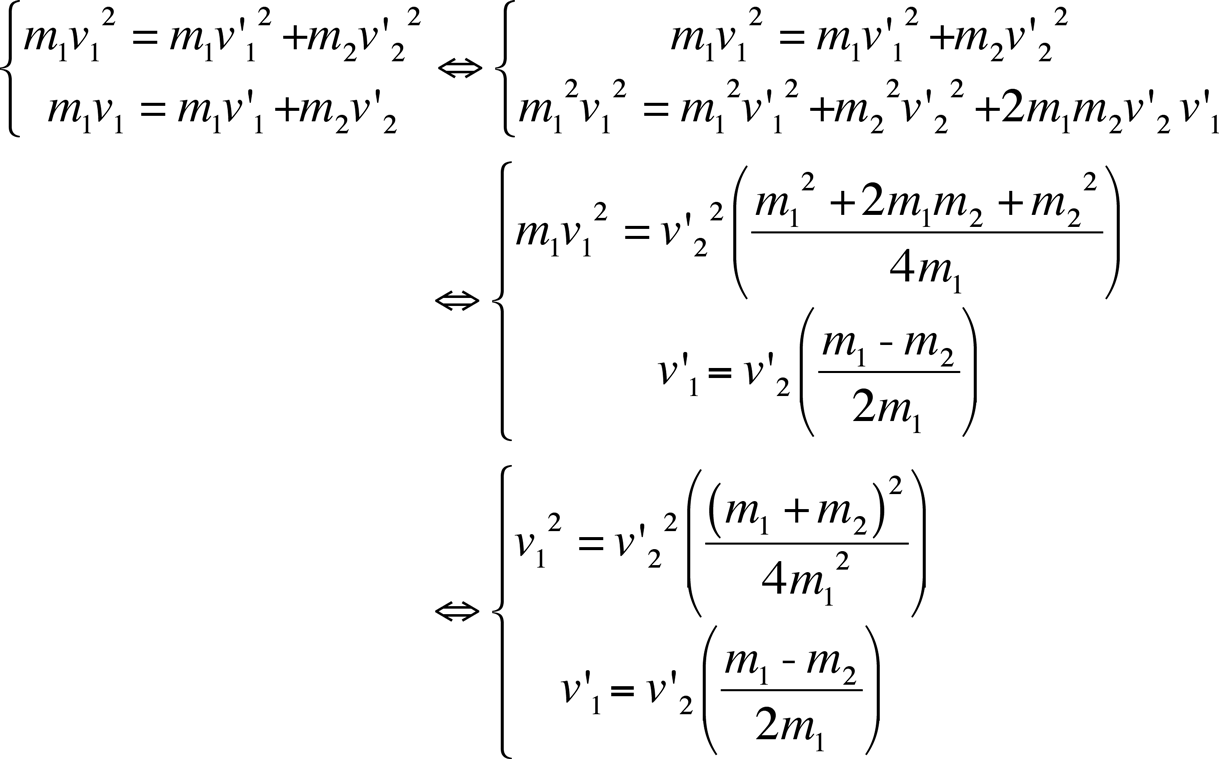 { m₁v₁² = m₁v'₁² +m₂v'₂² ⇔ { m₁v₁² = m₁v'₁² +m₂v'₂²
m₁v₁ = m₁v'₁ +m₂v'₂ m₁²v₁² = m₁²v'₁² +m₂²v'₂² +2m₁m₂v'₂ v'₁
⇔ { m₁v₁² = v'₂² ( (m₁² +2m₁m₂ +m₂²) / 4m₁ )
v'₁ = v'₂ ( (m₁ - m₂) / 2m₁ )
⇔ { v₁² = v'₂² ( (m₁ +m₂)² / 4m₁² )
v'₁ = v'₂ ( (m₁ - m₂) / 2m₁ )